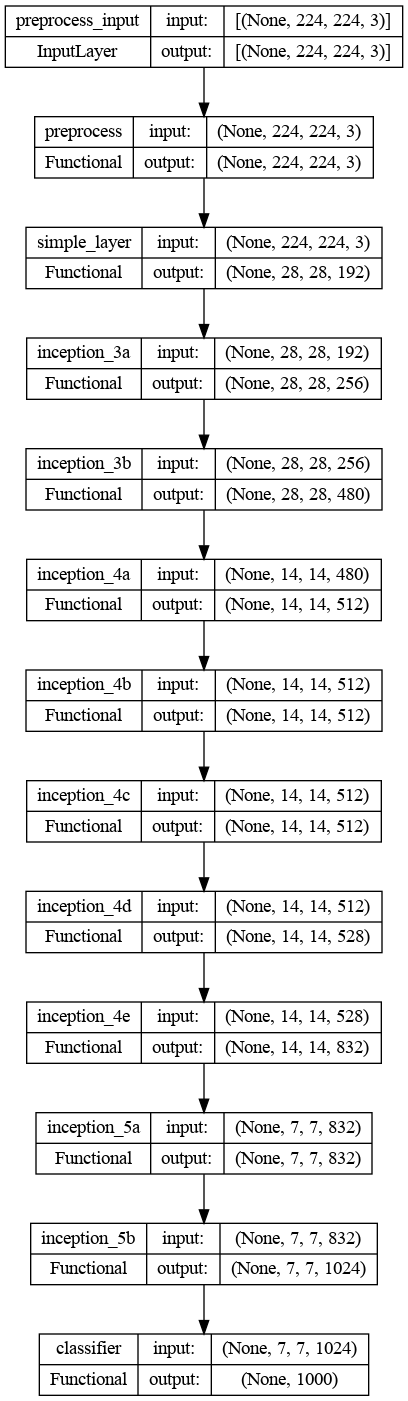 preprocess_input input: [(None, 224, 224, 3)]
InputLayer output: [(None, 224, 224, 3)]
preprocess input: (None, 224, 224, 3)
Functional output: (None, 224, 224, 3)
simple_layer input: (None, 224, 224, 3)
Functional output: (None, 28, 28, 192)
inception_3a input: (None, 28, 28, 192)
Functional output: (None, 28, 28, 256)
inception_3b input: (None, 28, 28, 256)
Functional output: (None, 28, 28, 480)
inception_4a input: (None, 14, 14, 480)
Functional output: (None, 14, 14, 512)
inception_4b input: (None, 14, 14, 512)
Functional output: (None, 14, 14, 512)
inception_4c input: (None, 14, 14, 512)
Functional output: (None, 14, 14, 512)
inception_4d input: (None, 14, 14, 512)
Functional output: (None, 14, 14, 528)
inception_4e input: (None, 14, 14, 528)
Functional output: (None, 14, 14, 832)
inception_5a input: (None, 7, 7, 832)
Functional output: (None, 7, 7, 832)
inception_5b input: (None, 7, 7, 832)
Functional output: (None, 7, 7, 1024)
classifier input: (None, 7, 7, 1024)
Functional output: (None, 1000)